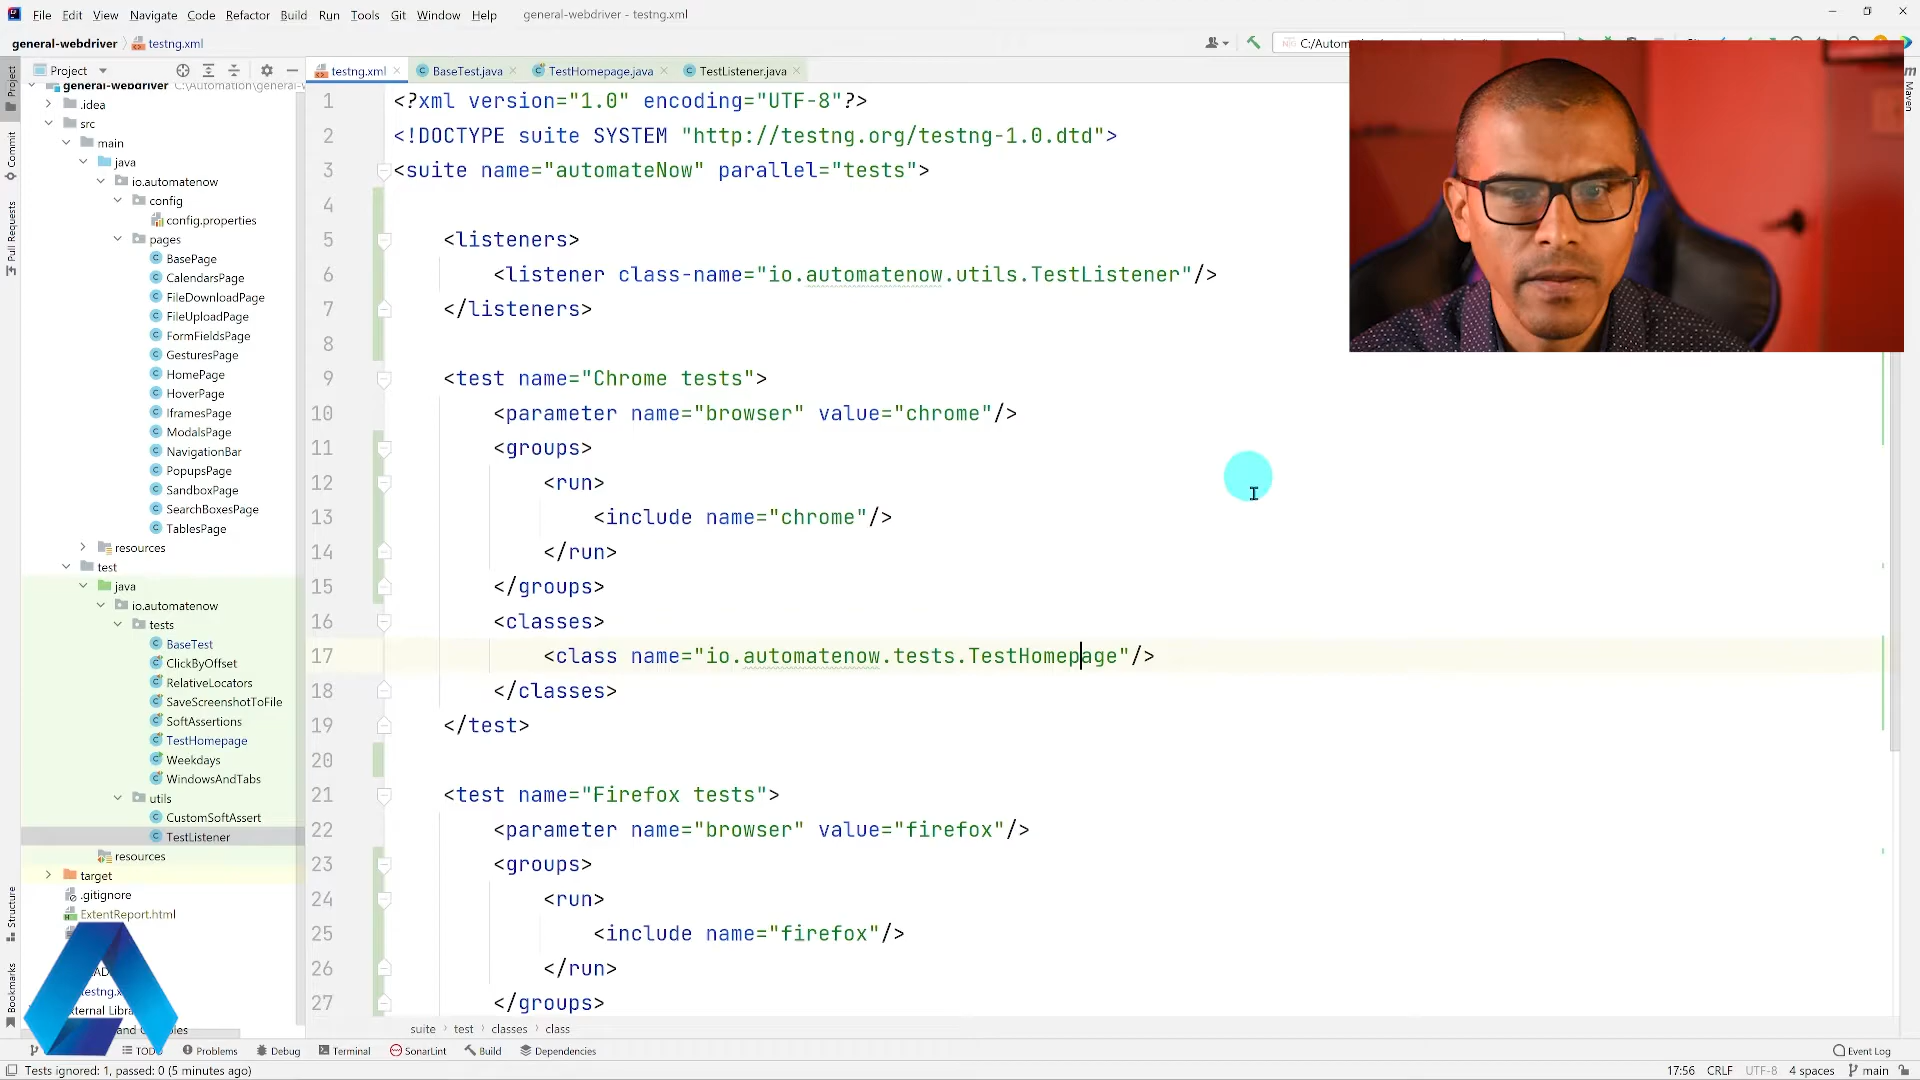 File Edit View Navigate Code Refactor Build Run Tools Git Window Help general-webdriver - testng.xml
general-webdriver testng.xml C:/Autom
Project
testng.xml BaseTest.java TestHomepage.java TestListener.java
general-webdriver C:\Automation\general-
.idea
src
main
java
io.automatenow
config
config.properties
pages
BasePage
CalendarsPage
FileDownloadPage
FileUploadPage
FormFieldsPage
GesturesPage
HomePage
HoverPage
IframesPage
ModalsPage
NavigationBar
PopupsPage
SandboxPage
SearchBoxesPage
TablesPage
resources
test
java
io.automatenow
tests
BaseTest
ClickByOffset
RelativeLocators
SaveScreenshotToFile
SoftAssertions
TestHomepage
Weekdays
WindowsAndTabs
utils
CustomSoftAssert
TestListener
resources
target
.gitignore
ExtentReport.html
Project
Commit
Pull Requests
Structure
Bookmarks
Maven
1 <?xml version="1.0" encoding="UTF-8"?>
2 <!DOCTYPE suite SYSTEM "http://testng.org/testng-1.0.dtd">
3 <suite name="automateNow" parallel="tests">
4
5 <listeners>
6 <listener class-name="io.automatenow.utils.TestListener"/>
7 </listeners>
8
9 <test name="Chrome tests">
10 <parameter name="browser" value="chrome"/>
11 <groups>
12 <run>
13 <include name="chrome"/>
14 </run>
15 </groups>
16 <classes>
17 <class name="io.automatenow.tests.TestHomepage"/>
18 </classes>
19 </test>
20
21 <test name="Firefox tests">
22 <parameter name="browser" value="firefox"/>
23 <groups>
24 <run>
25 <include name="firefox"/>
26 </run>
27 </groups>
suite test classes class
TODO Problems Debug Terminal SonarLint Build Dependencies Event Log
Tests ignored: 1, passed: 0 (5 minutes ago) 17:56 CRLF UTF-8 4 spaces main